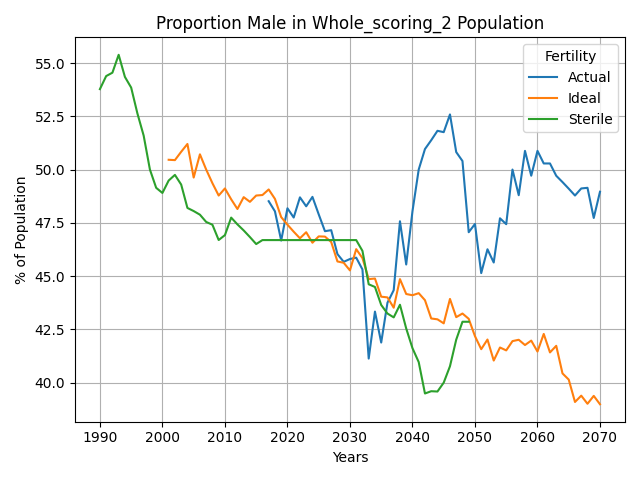 Proportion Male in Whole_scoring_2 Population
Fertility
Actual
Ideal
Sterile
% of Population
55.0
52.5
50.0
47.5
45.0
42.5
40.0
1990 2000 2010 2020 2030 2040 2050 2060 2070
Years